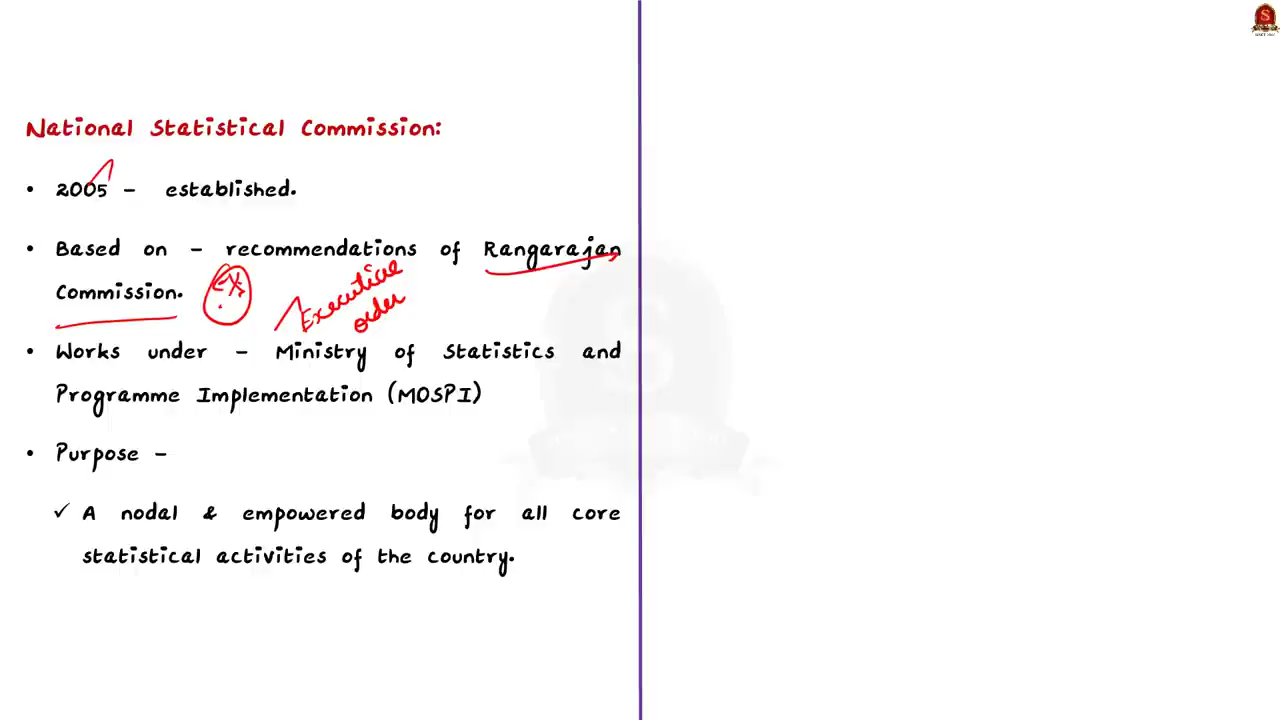 National Statistical Commission:
• 2005 – established.
• Based on – recommendations of Rangarajan
Commission.
Executive
order
• Works under – Ministry of Statistics and
Programme Implementation (MOSPI)
• Purpose –
✓ A nodal & empowered body for all core
statistical activities of the country.